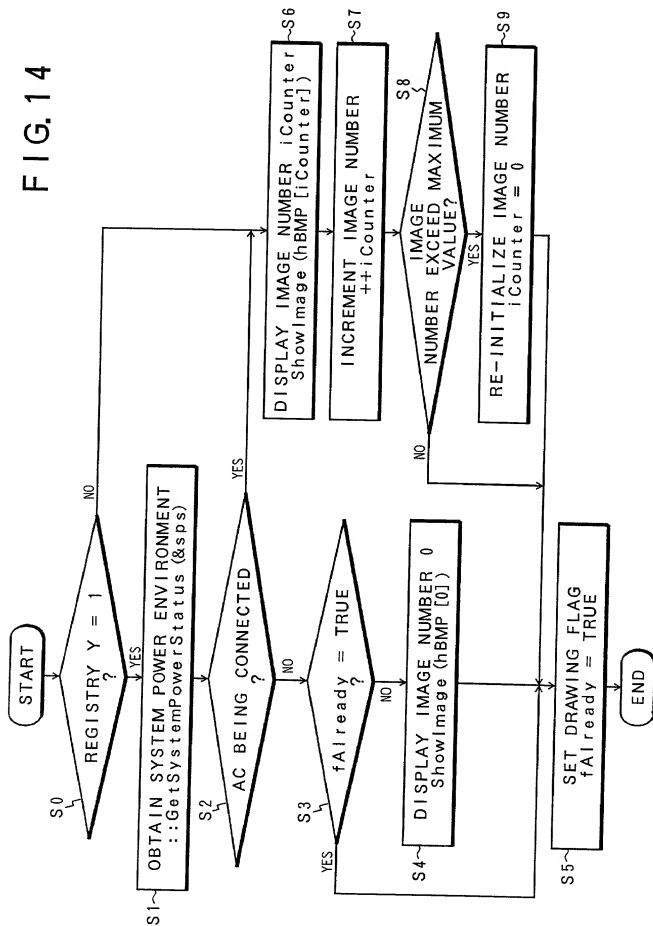 FIG.14
START
S0
REGISTRY Y = 1
?
NO
YES
S1
OBTAIN SYSTEM POWER ENVIRONMENT
::GetSystemPowerStatus (&sps)
S2
AC BEING CONNECTED
?
YES
NO
S3
fAlready = TRUE
?
YES
NO
S4
DISPLAY IMAGE NUMBER 0
ShowImage (hBMP [0])
S5
SET DRAWING FLAG
fAlready = TRUE
END
S6
DISPLAY IMAGE NUMBER iCounter
ShowImage (hBMP [iCounter])
S7
INCREMENT IMAGE NUMBER
++iCounter
S8
IMAGE
NUMBER EXCEED MAXIMUM
VALUE?
NO
YES
S9
RE-INITIALIZE IMAGE NUMBER
iCounter = 0